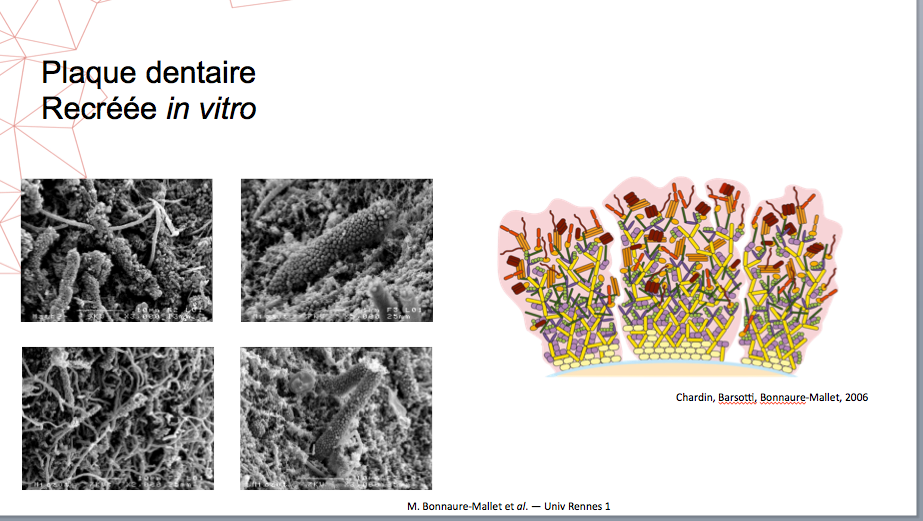 Plaque dentaire
Recréée in vitro
Chardin, Barsotti, Bonnaure-Mallet, 2006
M. Bonnaure-Mallet et al. — Univ Rennes 1